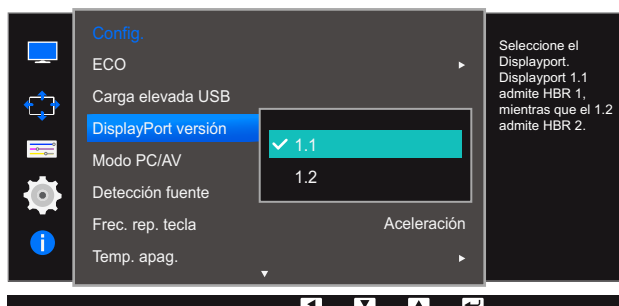 Config.
ECO
Carga elevada USB
DisplayPort versión
Modo PC/AV
Detección fuente
Frec. rep. tecla
Aceleración
Temp. apag.
1.1
1.2
Seleccione el
Displayport.
Displayport 1.1
admite HBR 1,
mientras que el 1.2
admite HBR 2.